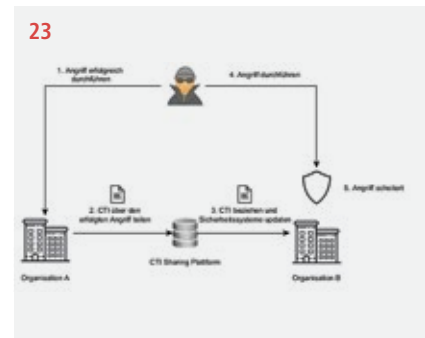 23
1. Angriff erfolgreich
durchführen
4. Angriff durchführen
2. CTI über den
erfolgten Angriff teilen
3. CTI beziehen und
Sicherheitssysteme updaten
5. Angriff scheitert
CTI Sharing Plattform
Organisation A
Organisation B